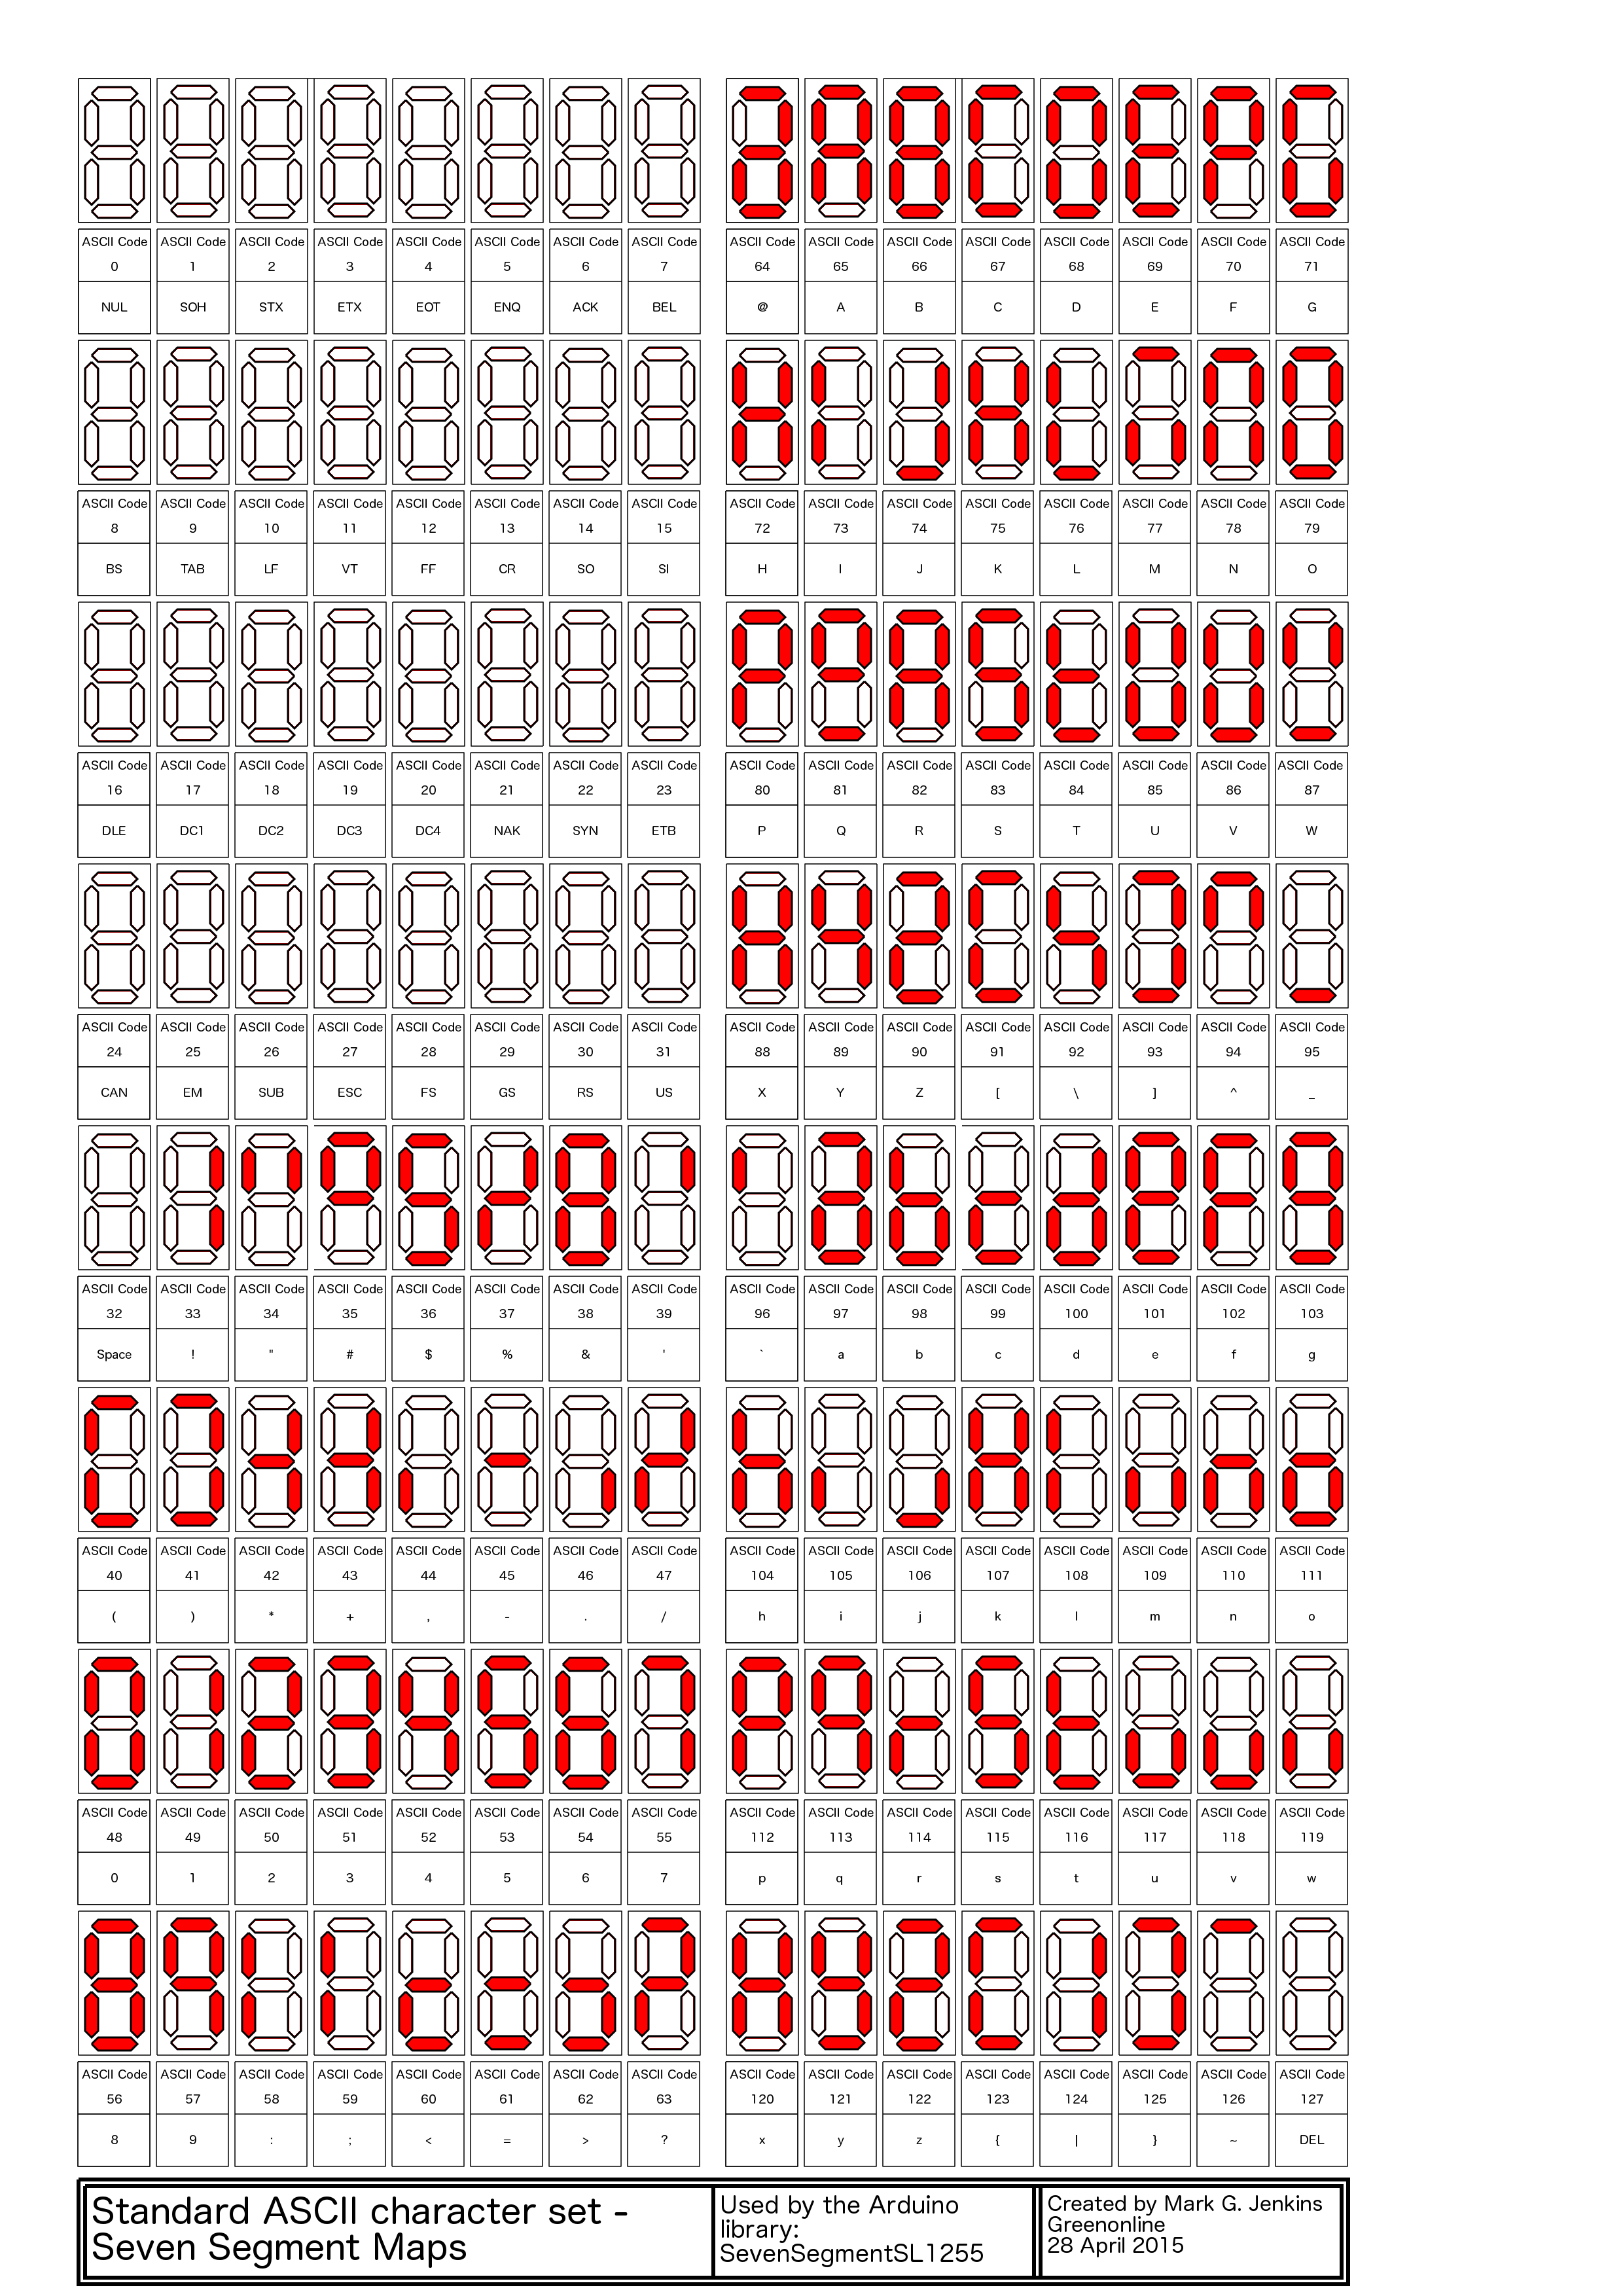 ASCII Code ASCII Code ASCII Code ASCII Code ASCII Code ASCII Code ASCII Code ASCII Code ASCII Code ASCII Code ASCII Code ASCII Code ASCII Code ASCII Code ASCII Code ASCII Code
0 1 2 3 4 5 6 7 64 65 66 67 68 69 70 71
NUL SOH STX ETX EOT ENQ ACK BEL @ A B C D E F G
ASCII Code ASCII Code ASCII Code ASCII Code ASCII Code ASCII Code ASCII Code ASCII Code ASCII Code ASCII Code ASCII Code ASCII Code ASCII Code ASCII Code ASCII Code ASCII Code
8 9 10 11 12 13 14 15 72 73 74 75 76 77 78 79
BS TAB LF VT FF CR SO SI H I J K L M N O
ASCII Code ASCII Code ASCII Code ASCII Code ASCII Code ASCII Code ASCII Code ASCII Code ASCII Code ASCII Code ASCII Code ASCII Code ASCII Code ASCII Code ASCII Code ASCII Code
16 17 18 19 20 21 22 23 80 81 82 83 84 85 86 87
DLE DC1 DC2 DC3 DC4 NAK SYN ETB P Q R S T U V W
ASCII Code ASCII Code ASCII Code ASCII Code ASCII Code ASCII Code ASCII Code ASCII Code ASCII Code ASCII Code ASCII Code ASCII Code ASCII Code ASCII Code ASCII Code ASCII Code
24 25 26 27 28 29 30 31 88 89 90 91 92 93 94 95
CAN EM SUB ESC FS GS RS US X Y Z [ \ ] ^ _
ASCII Code ASCII Code ASCII Code ASCII Code ASCII Code ASCII Code ASCII Code ASCII Code ASCII Code ASCII Code ASCII Code ASCII Code ASCII Code ASCII Code ASCII Code ASCII Code
32 33 34 35 36 37 38 39 96 97 98 99 100 101 102 103
Space ! " # $ % & ' ` a b c d e f g
ASCII Code ASCII Code ASCII Code ASCII Code ASCII Code ASCII Code ASCII Code ASCII Code ASCII Code ASCII Code ASCII Code ASCII Code ASCII Code ASCII Code ASCII Code ASCII Code
40 41 42 43 44 45 46 47 104 105 106 107 108 109 110 111
( ) * + , - . / h i j k l m n o
ASCII Code ASCII Code ASCII Code ASCII Code ASCII Code ASCII Code ASCII Code ASCII Code ASCII Code ASCII Code ASCII Code ASCII Code ASCII Code ASCII Code ASCII Code ASCII Code
48 49 50 51 52 53 54 55 112 113 114 115 116 117 118 119
0 1 2 3 4 5 6 7 p q r s t u v w
ASCII Code ASCII Code ASCII Code ASCII Code ASCII Code ASCII Code ASCII Code ASCII Code ASCII Code ASCII Code ASCII Code ASCII Code ASCII Code ASCII Code ASCII Code ASCII Code
56 57 58 59 60 61 62 63 120 121 122 123 124 125 126 127
8 9 : ; < = > ? x y z { | } ~ DEL
Standard ASCII character set -
Seven Segment Maps
Used by the Arduino
library:
SevenSegmentSL1255
Created by Mark G. Jenkins
Greenonline
28 April 2015